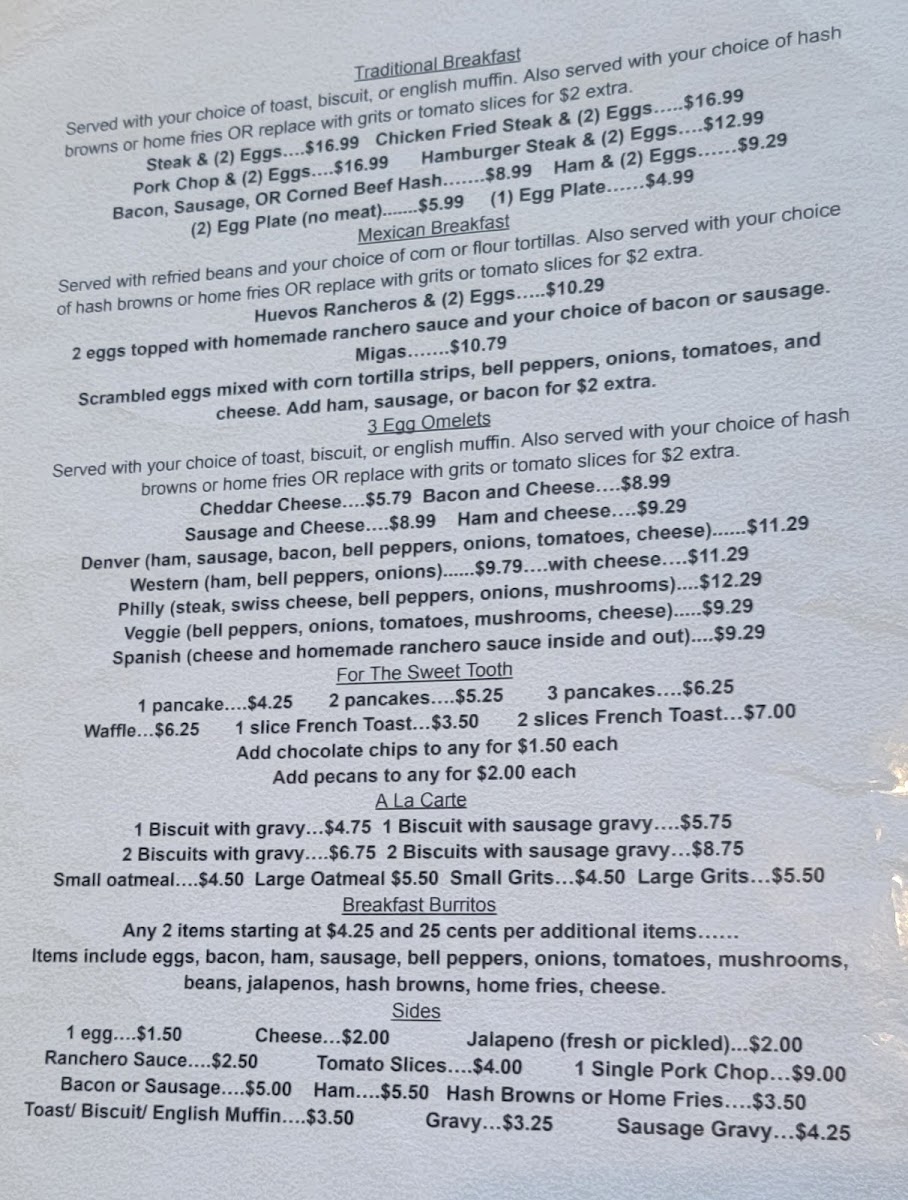 Traditional Breakfast
Served with your choice of toast, biscuit, or english muffin. Also served with your choice of hash
browns or home fries OR replace with grits or tomato slices for $2 extra.
Steak & (2) Eggs....$16.99 Chicken Fried Steak & (2) Eggs.....$16.99
Pork Chop & (2) Eggs....$16.99 Hamburger Steak & (2) Eggs....$12.99
Bacon, Sausage, OR Corned Beef Hash.......$8.99 Ham & (2) Eggs......$9.29
(2) Egg Plate (no meat).......$5.99 (1) Egg Plate......$4.99
Mexican Breakfast
Served with refried beans and your choice of corn or flour tortillas. Also served with your choice
of hash browns or home fries OR replace with grits or tomato slices for $2 extra.
Huevos Rancheros & (2) Eggs.....$10.29
2 eggs topped with homemade ranchero sauce and your choice of bacon or sausage.
Migas.......$10.79
Scrambled eggs mixed with corn tortilla strips, bell peppers, onions, tomatoes, and
cheese. Add ham, sausage, or bacon for $2 extra.
3 Egg Omelets
Served with your choice of toast, biscuit, or english muffin. Also served with your choice of hash
browns or home fries OR replace with grits or tomato slices for $2 extra.
Cheddar Cheese....$5.79 Bacon and Cheese....$8.99
Sausage and Cheese....$8.99 Ham and cheese....$9.29
Denver (ham, sausage, bacon, bell peppers, onions, tomatoes, cheese)......$11.29
Western (ham, bell peppers, onions)......$9.79....with cheese....$11.29
Philly (steak, swiss cheese, bell peppers, onions, mushrooms)....$12.29
Veggie (bell peppers, onions, tomatoes, mushrooms, cheese).....$9.29
Spanish (cheese and homemade ranchero sauce inside and out)....$9.29
For The Sweet Tooth
1 pancake....$4.25 2 pancakes....$5.25 3 pancakes....$6.25
Waffle...$6.25 1 slice French Toast...$3.50 2 slices French Toast...$7.00
Add chocolate chips to any for $1.50 each
Add pecans to any for $2.00 each
A La Carte
1 Biscuit with gravy...$4.75 1 Biscuit with sausage gravy....$5.75
2 Biscuits with gravy....$6.75 2 Biscuits with sausage gravy...$8.75
Small oatmeal....$4.50 Large Oatmeal $5.50 Small Grits...$4.50 Large Grits...$5.50
Breakfast Burritos
Any 2 items starting at $4.25 and 25 cents per additional items......
Items include eggs, bacon, ham, sausage, bell peppers, onions, tomatoes, mushrooms,
beans, jalapenos, hash browns, home fries, cheese.
Sides
1 egg....$1.50 Cheese...$2.00 Jalapeno (fresh or pickled)...$2.00
Ranchero Sauce....$2.50 Tomato Slices....$4.00 1 Single Pork Chop...$9.00
Bacon or Sausage....$5.00 Ham....$5.50 Hash Browns or Home Fries....$3.50
Toast/ Biscuit/ English Muffin....$3.50 Gravy...$3.25 Sausage Gravy...$4.25